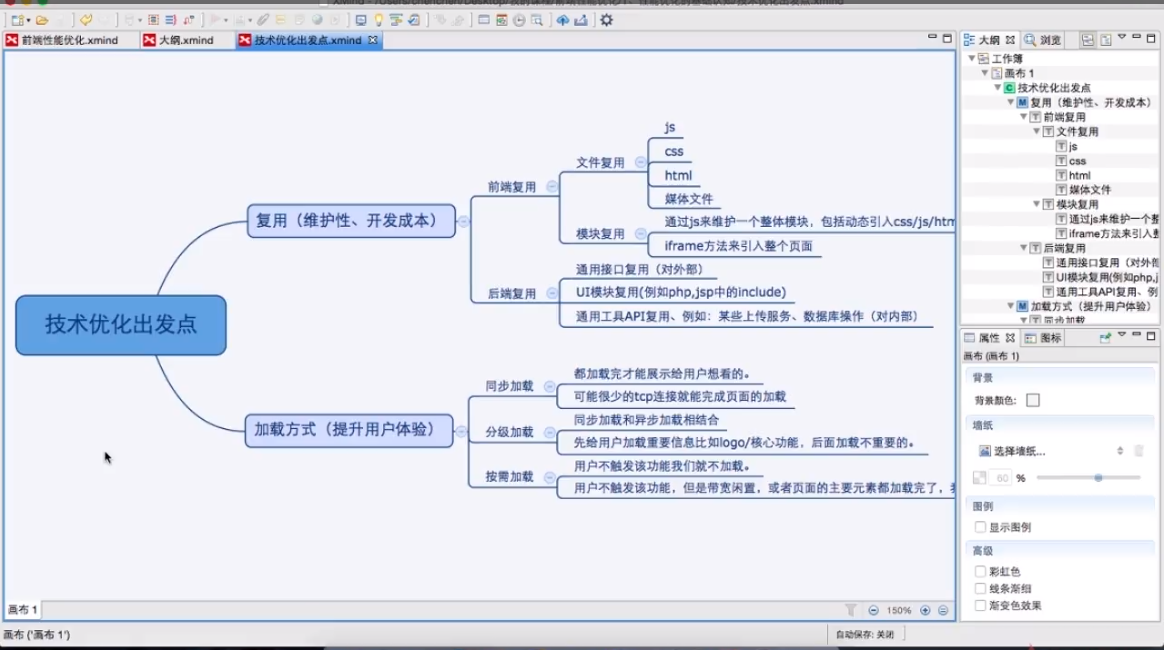 前端性能优化.xmind
大纲.xmind
技术优化出发点.xmind
技术优化出发点
复用（维护性、开发成本）
前端复用
文件复用
js
css
html
媒体文件
模块复用
通过js来维护一个整体模块，包括动态引入css/js/htm
iframe方法来引入整个页面
后端复用
通用接口复用（对外部）
UI模块复用(例如php,jsp中的include)
通用工具API复用、例如：某些上传服务、数据库操作（对内部）
加载方式（提升用户体验）
同步加载
都加载完才能展示给用户想看的。
可能很少的tcp连接就能完成页面的加载
分级加载
同步加载和异步加载相结合
先给用户加载重要信息比如logo/核心功能，后面加载不重要的。
按需加载
用户不触发该功能我们就不加载。
用户不触发该功能，但是带宽闲置，或者页面的主要元素都加载完了，
画布 1
150%
画布 ('画布 1')
自动保存: 关闭
大纲
浏览
工作簿
画布 1
技术优化出发点
复用（维护性、开发成本）
前端复用
文件复用
js
css
html
媒体文件
模块复用
通过js来维护一个整
iframe方法来引入整
后端复用
通用接口复用（对外部
UI模块复用(例如php,js
通用工具API复用、例
加载方式（提升用户体验）
同步加载
属性
图标
画布 (画布 1)
背景
背景颜色:
墙纸
选择墙纸...
60 %
图例
显示图例
高级
彩虹色
线条渐细
渐变色效果